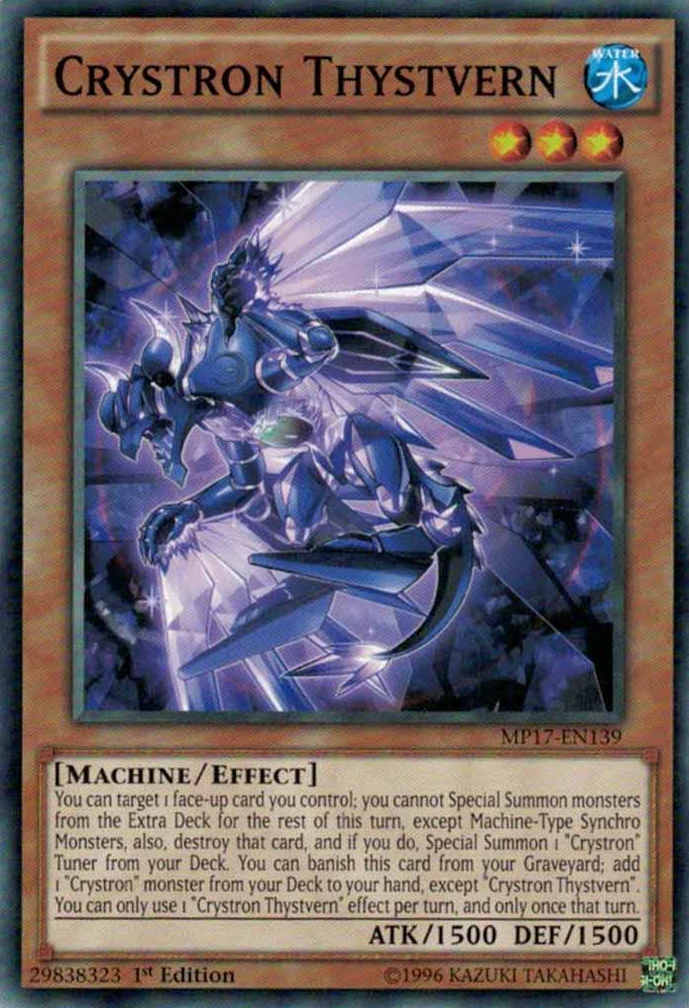 CRYSTRON THYSTVERN
WATER
水
MP17-EN139
[MACHINE/EFFECT]
You can target 1 face-up card you control; you cannot Special Summon monsters
from the Extra Deck for the rest of this turn, except Machine-Type Synchro
Monsters, also, destroy that card, and if you do, Special Summon 1 "Crystron"
Tuner from your Deck. You can banish this card from your Graveyard; add
1 "Crystron" monster from your Deck to your hand, except "Crystron Thystvern".
You can only use 1 "Crystron Thystvern" effect per turn, and only once that turn.
ATK/1500 DEF/1500
29838323 1st Edition ©1996 KAZUKI TAKAHASHI